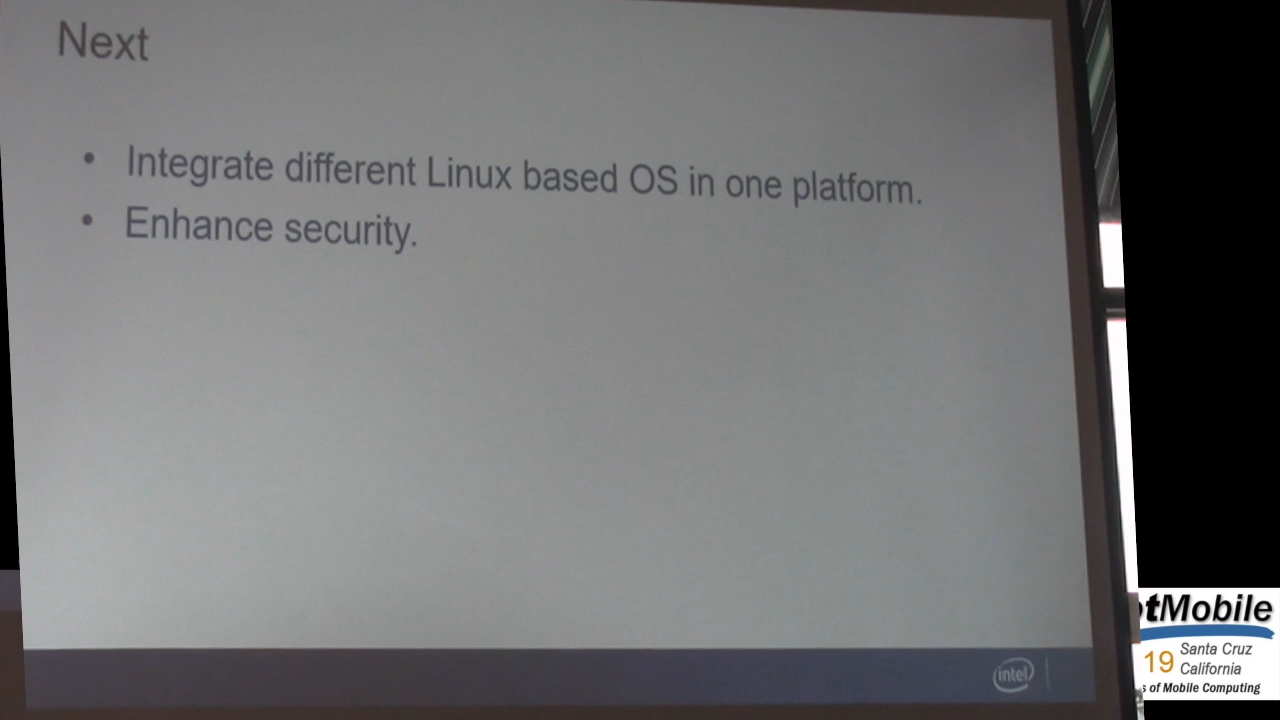 Next
• Integrate different Linux based OS in one platform.
• Enhance security.
intel
tMobile
19
Santa Cruz
California
of Mobile Computing